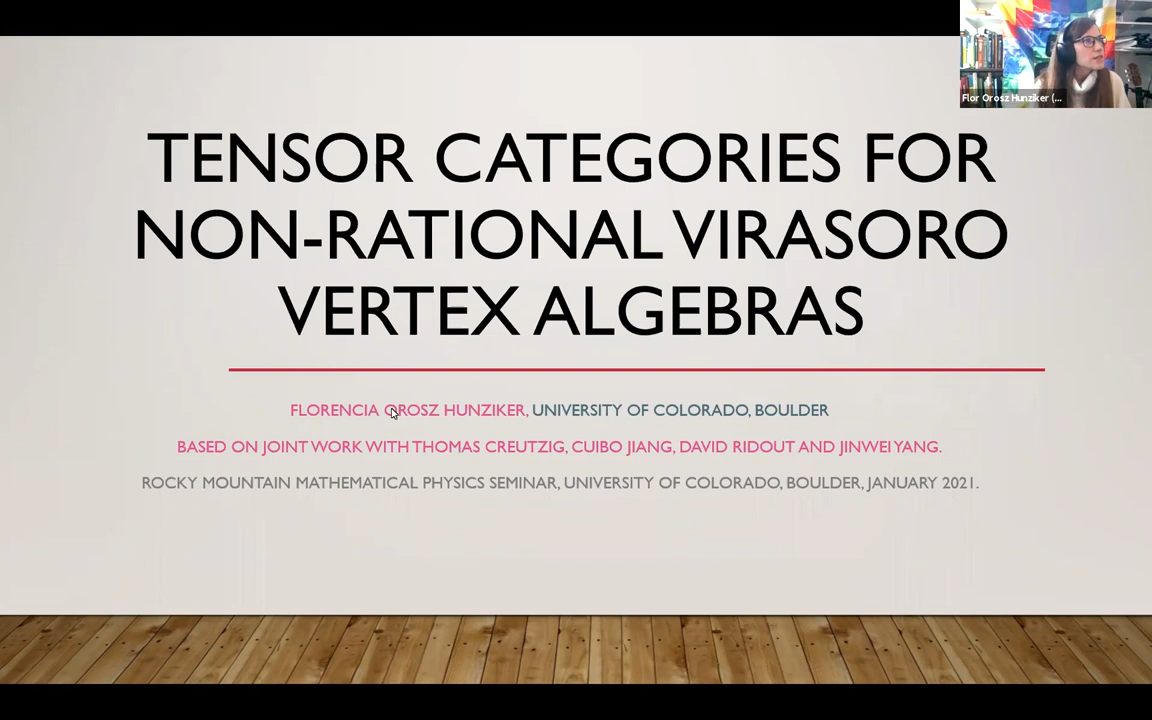 Flor Orosz Hunziker (...
TENSOR CATEGORIES FOR
NON-RATIONAL VIRASORO
VERTEX ALGEBRAS
FLORENCIA OROSZ HUNZIKER, UNIVERSITY OF COLORADO, BOULDER
BASED ON JOINT WORK WITH THOMAS CREUTZIG, CUIBO JIANG, DAVID RIDOUT AND JINWEI YANG.
ROCKY MOUNTAIN MATHEMATICAL PHYSICS SEMINAR, UNIVERSITY OF COLORADO, BOULDER, JANUARY 2021.